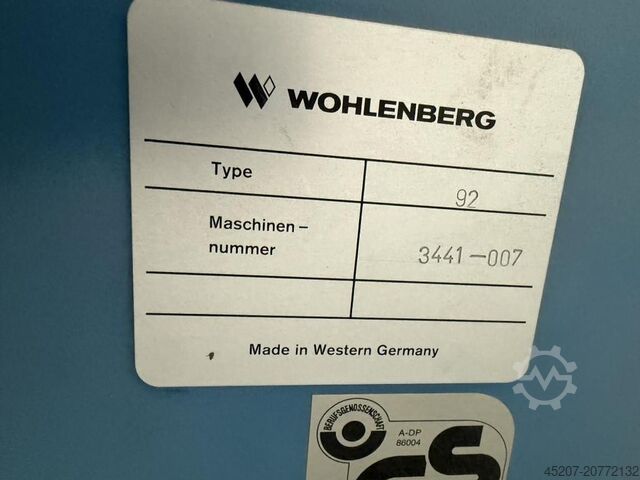 WOHLENBERG
Type 92
Maschinen-
nummer 3441-007
Made in Western Germany
BERUFSGENOSSENSCHAFT
A-DP
86004
GS
45207-20772132